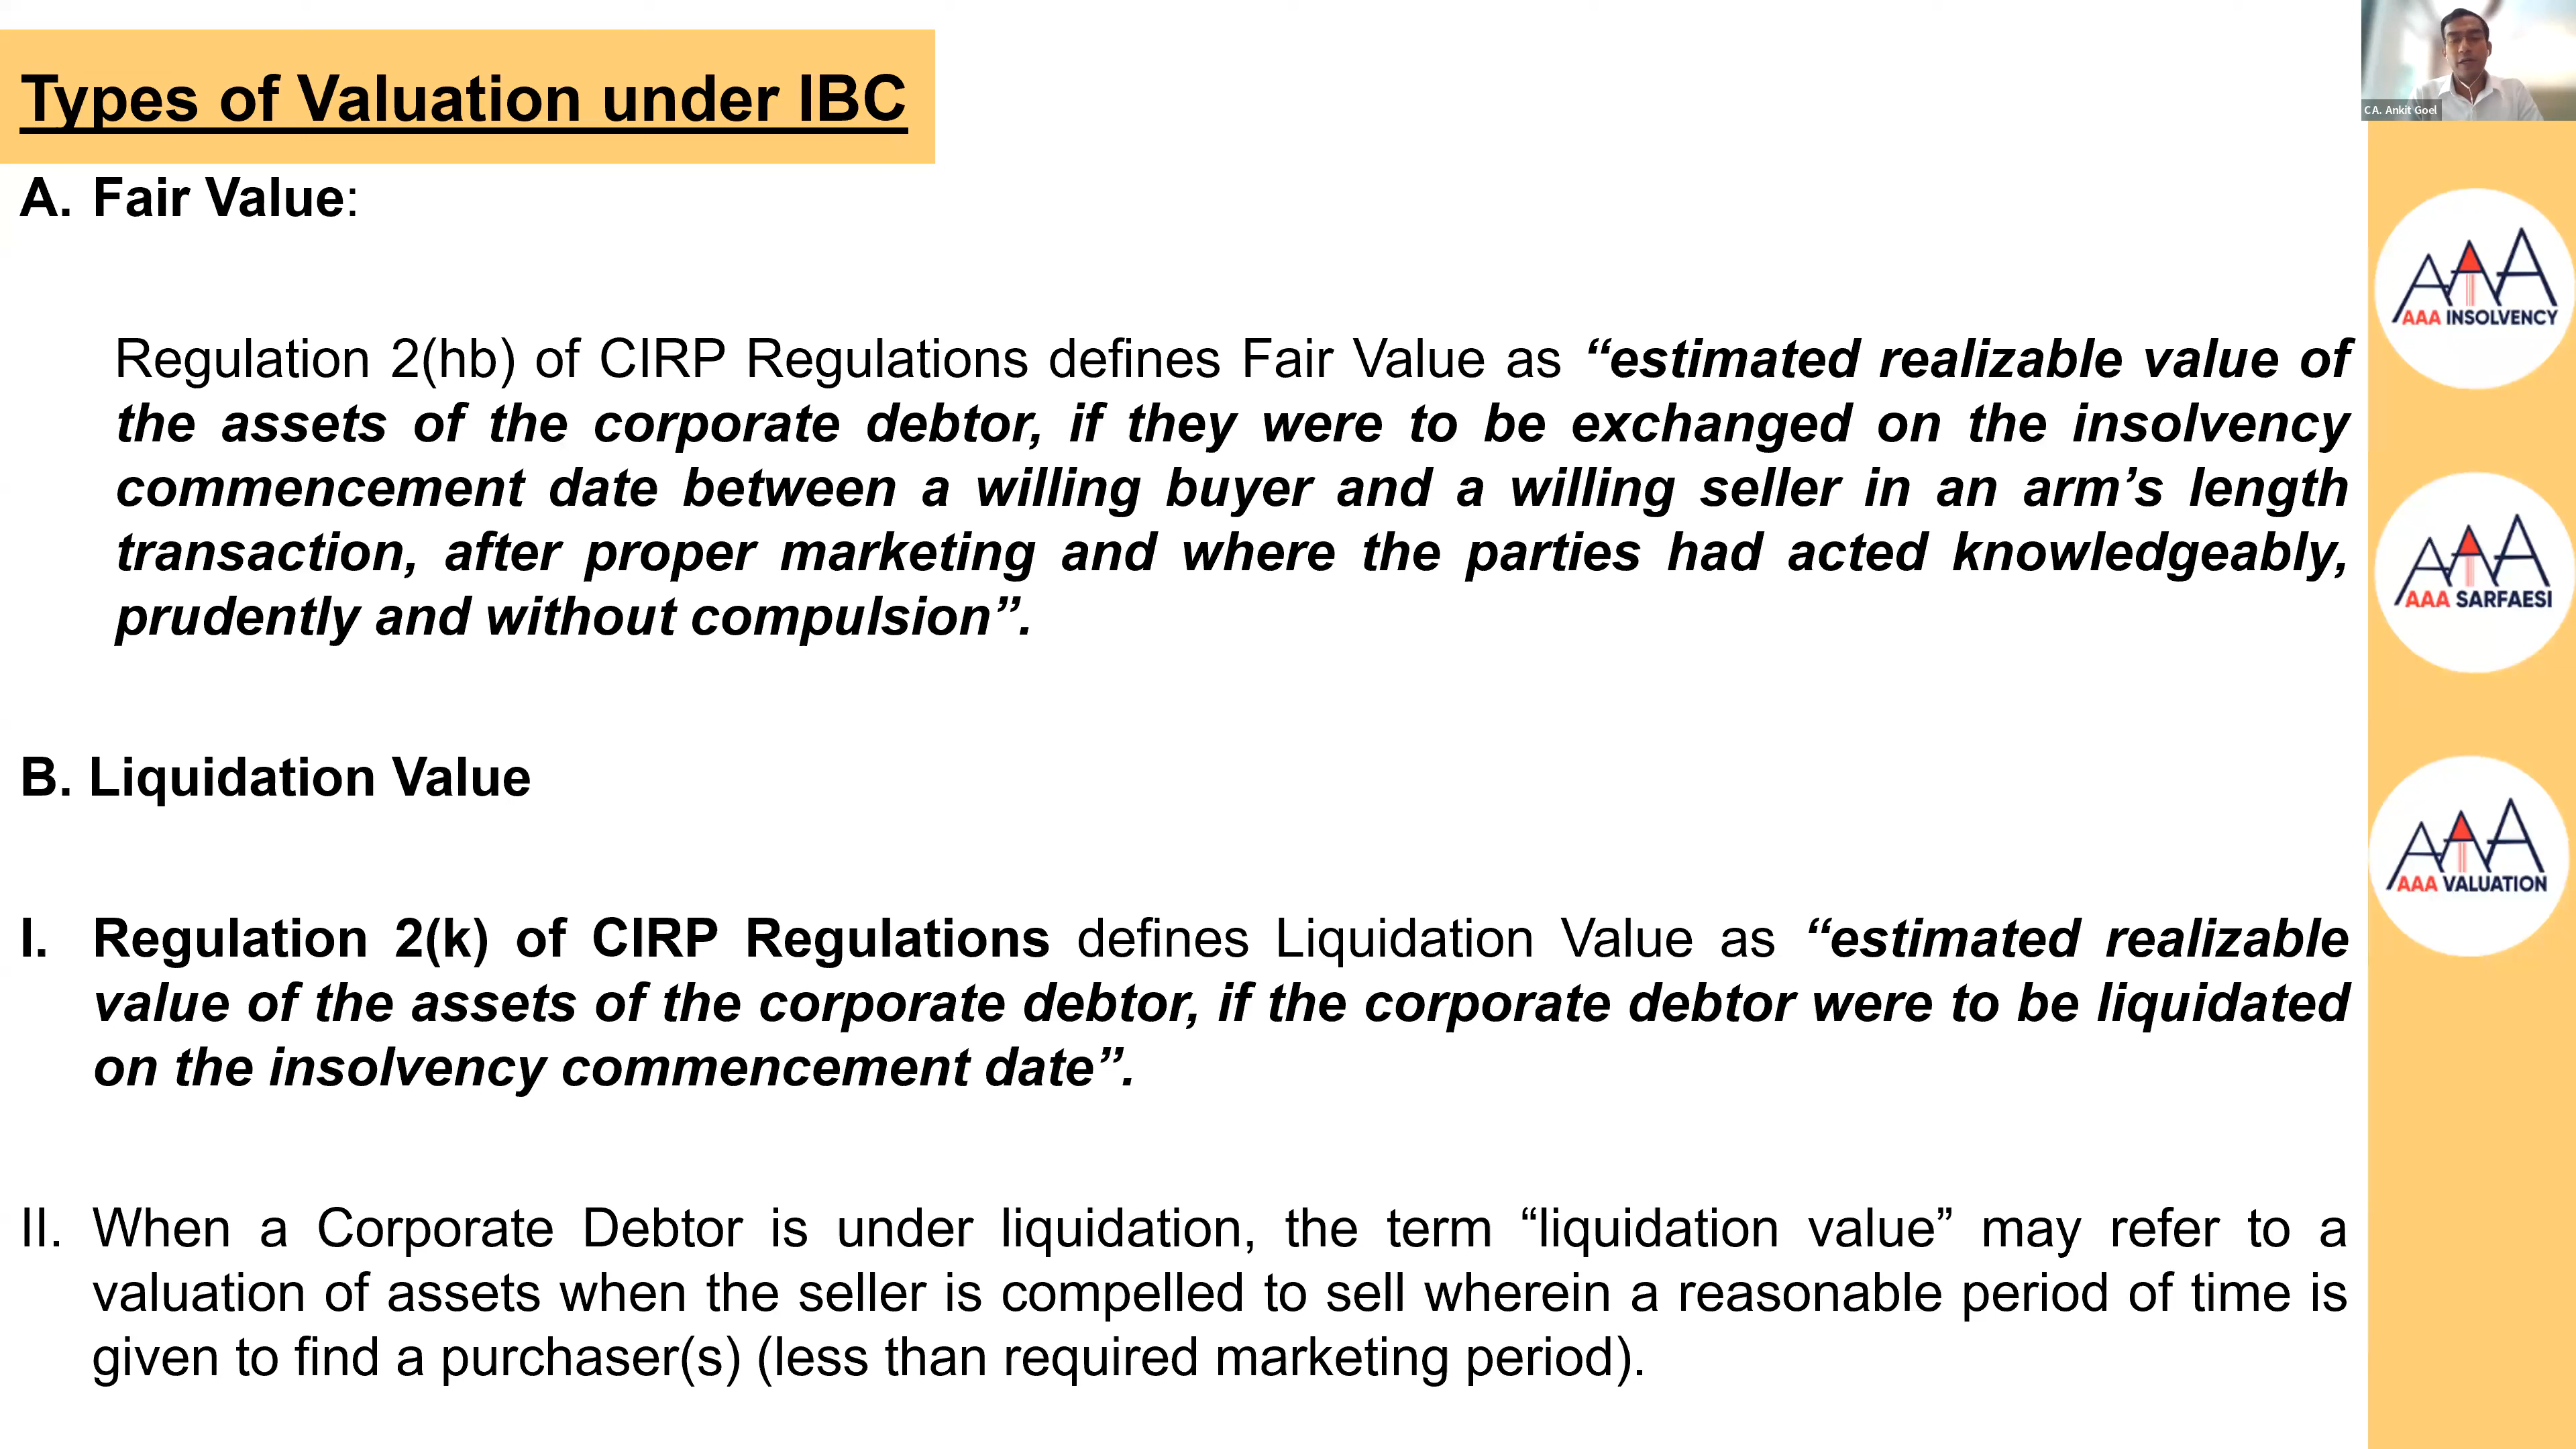 Types of Valuation under IBC
CA. Ankit Goel
A. Fair Value:
Regulation 2(hb) of CIRP Regulations defines Fair Value as “estimated realizable value of
the assets of the corporate debtor, if they were to be exchanged on the insolvency
commencement date between a willing buyer and a willing seller in an arm’s length
transaction, after proper marketing and where the parties had acted knowledgeably,
prudently and without compulsion”.
B. Liquidation Value
I. Regulation 2(k) of CIRP Regulations defines Liquidation Value as “estimated realizable
value of the assets of the corporate debtor, if the corporate debtor were to be liquidated
on the insolvency commencement date”.
II. When a Corporate Debtor is under liquidation, the term “liquidation value” may refer to a
valuation of assets when the seller is compelled to sell wherein a reasonable period of time is
given to find a purchaser(s) (less than required marketing period).
AAA
AAA INSOLVENCY
AAA
AAA SARFAESI
AAA
AAA VALUATION